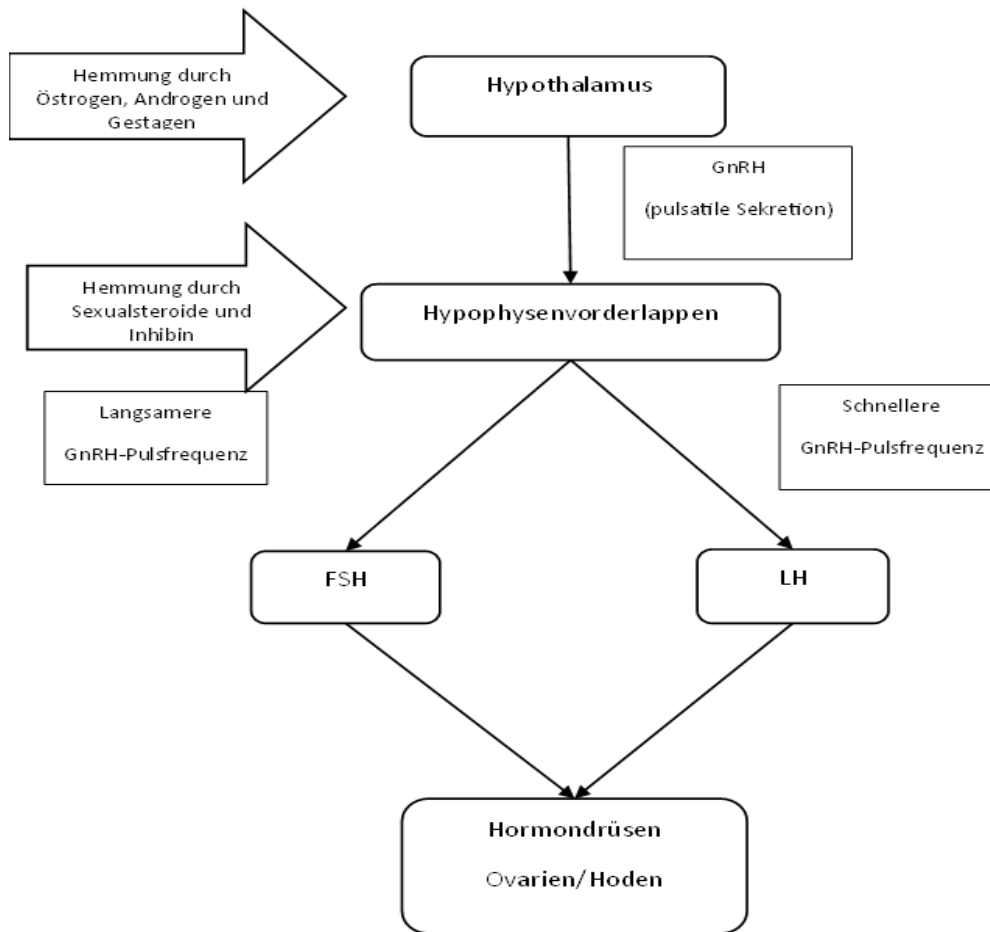 Hemmung durch
Östrogen, Androgen und
Gestagen
Hypothalamus
GnRH
(pulsatile Sekretion)
Hemmung durch
Sexualsteroide und
Inhibin
Hypophysenvorderlappen
Langsamere
GnRH-Pulsfrequenz
Schnellere
GnRH-Pulsfrequenz
FSH
LH
Hormondrüsen
Ovarien/Hoden